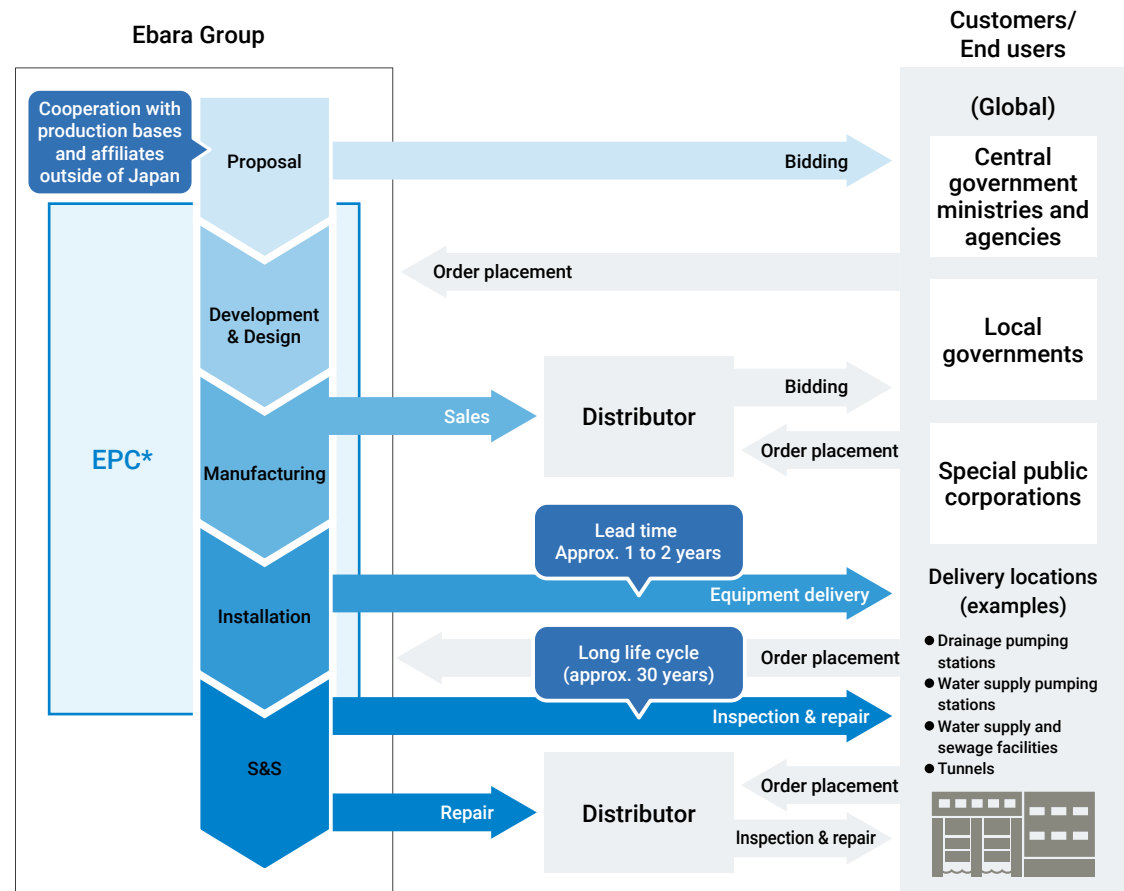 Ebara Group
Customers/
End users
Cooperation with
production bases
and affiliates
outside of Japan
Proposal
Bidding
(Global)
Central
government
ministries and
agencies
Order placement
Development
& Design
Local
governments
Sales
Distributor
Bidding
Order placement
EPC*
Manufacturing
Special public
corporations
Lead time
Approx. 1 to 2 years
Equipment delivery
Installation
Delivery locations
(examples)
● Drainage pumping
stations
● Water supply pumping
stations
● Water supply and
sewage facilities
● Tunnels
Order placement
Long life cycle
(approx. 30 years)
Inspection & repair
S&S
Repair
Distributor
Order placement
Inspection & repair